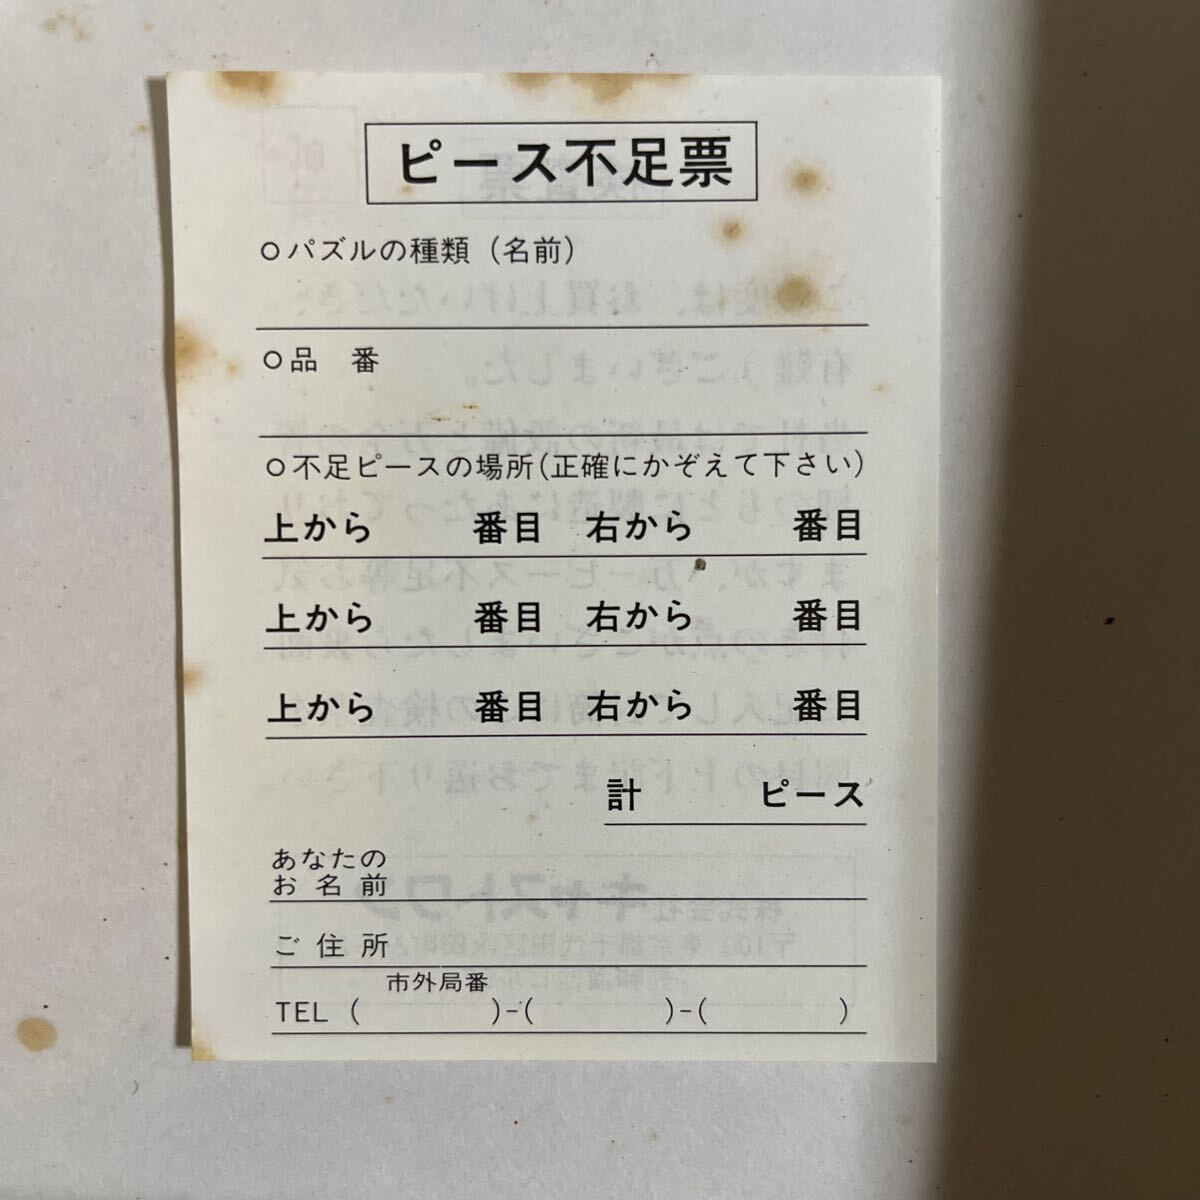 ピース不足票
○パズルの種類（名前）
○品　番
○不足ピースの場所(正確にかぞえて下さい)
上から　　　番目　右から　　　番目
上から　　　番目　右から　　　番目
上から　　　番目　右から　　　番目
計　　　　ピース
あなたの
お 名 前
ご 住 所
市外局番
TEL (　　　　)-(　　　　)-(　　　　)